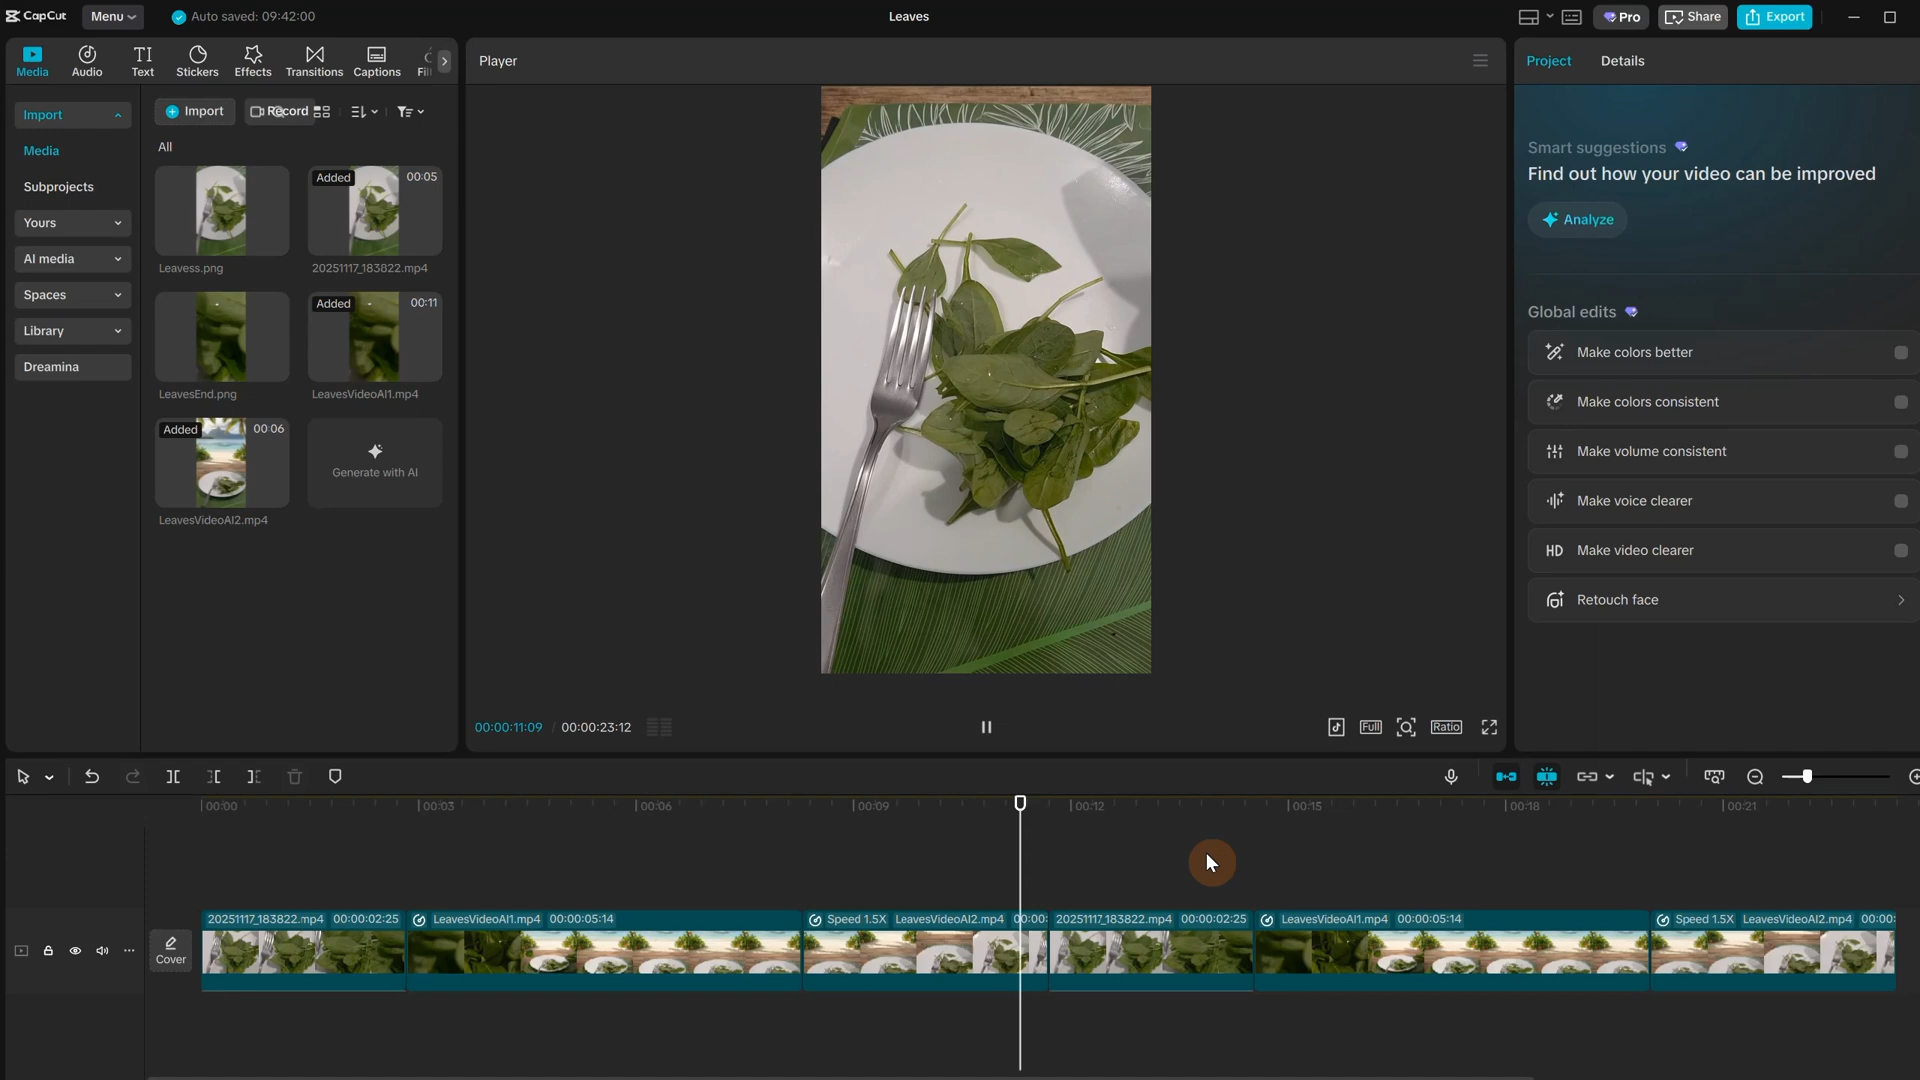 CapCut
Menu
Auto saved: 09:42:00
Leaves
Pro
Share
Export
Media
Audio
Text
Stickers
Effects
Transitions
Captions
Player
Project
Details
Import
Media
Subprojects
Yours
AI media
Spaces
Library
Dreamina
Import
Record
All
Leavess.png
Added
00:05
20251117_183822.mp4
LeavesEnd.png
Added
00:11
LeavesVideoAI1.mp4
Added
00:06
LeavesVideoAI2.mp4
Generate with AI
Smart suggestions
Find out how your video can be improved
Analyze
Global edits
Make colors better
Make colors consistent
Make volume consistent
Make voice clearer
HD Make video clearer
Retouch face
00:00:11:09 / 00:00:23:12
Full
Ratio
00:00
00:03
00:06
00:09
00:12
00:15
00:18
00:21
Cover
20251117_183822.mp4 00:00:02:25
LeavesVideoAI1.mp4 00:00:05:14
Speed 1.5X LeavesVideoAI2.mp4 00:00:
20251117_183822.mp4 00:00:02:25
LeavesVideoAI1.mp4 00:00:05:14
Speed 1.5X LeavesVideoAI2.mp4 00:00: